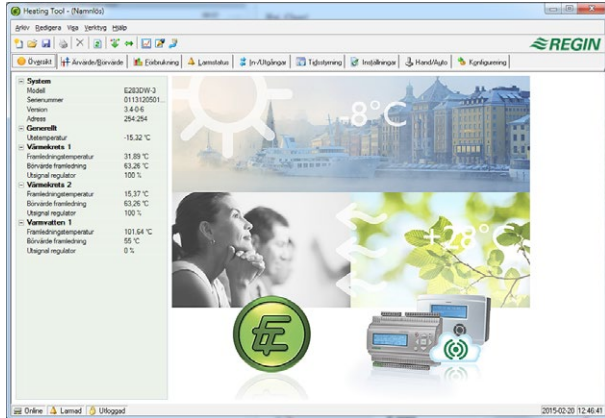 Heating Tool - (Namnlös)
Arkiv Redigera Visa Verktyg Hjälp
REGIN
Översikt Ärvärde/Börvärde Förbrukning Larmstatus In-/Utgångar Tidsstyrning Inställningar Hand/Auto Konfigurering
System
Modell E283DW-3
Serienummer 0113120501...
Version 3.4-0-6
Adress 254:254
Generellt
Utetemperatur -15,32 °C
Värmekrets 1
Framledningstemperatur 31,89 °C
Börvärde framledning 63,26 °C
Utsignal regulator 100 %
Värmekrets 2
Framledningstemperatur 15,37 °C
Börvärde framledning 63,26 °C
Utsignal regulator 100 %
Varmvatten 1
Framledningstemperatur 101,64 °C
Börvärde framledning 55 °C
Utsignal regulator 0 %
-8°C
+28°C
E
Online Larmad Utloggad 2015-02-20 12.46.41